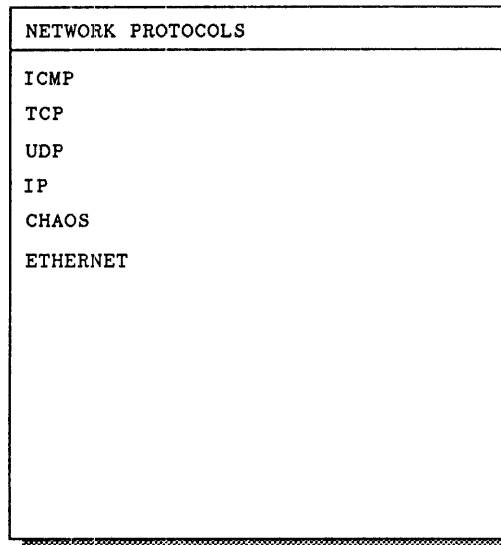 NETWORK PROTOCOLS
ICMP
TCP
UDP
IP
CHAOS
ETHERNET